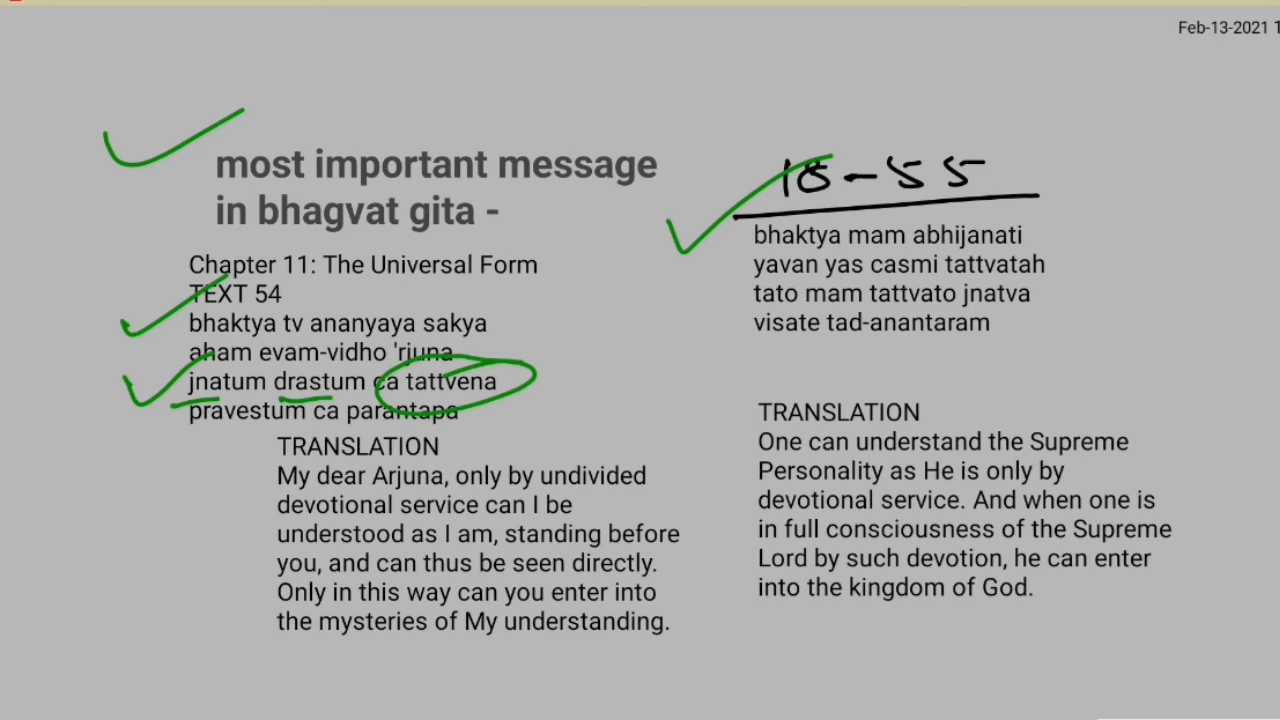 Feb-13-2021 1
most important message
in bhagvat gita -
Chapter 11: The Universal Form
TEXT 54
bhaktya tv ananyaya sakya
aham evam-vidho 'rjuna
jnatum drastum ca tattvena
pravestum ca parantapa
TRANSLATION
My dear Arjuna, only by undivided
devotional service can I be
understood as I am, standing before
you, and can thus be seen directly.
Only in this way can you enter into
the mysteries of My understanding.
18-55
bhaktya mam abhijanati
yavan yas casmi tattvatah
tato mam tattvato jnatva
visate tad-anantaram
TRANSLATION
One can understand the Supreme
Personality as He is only by
devotional service. And when one is
in full consciousness of the Supreme
Lord by such devotion, he can enter
into the kingdom of God.